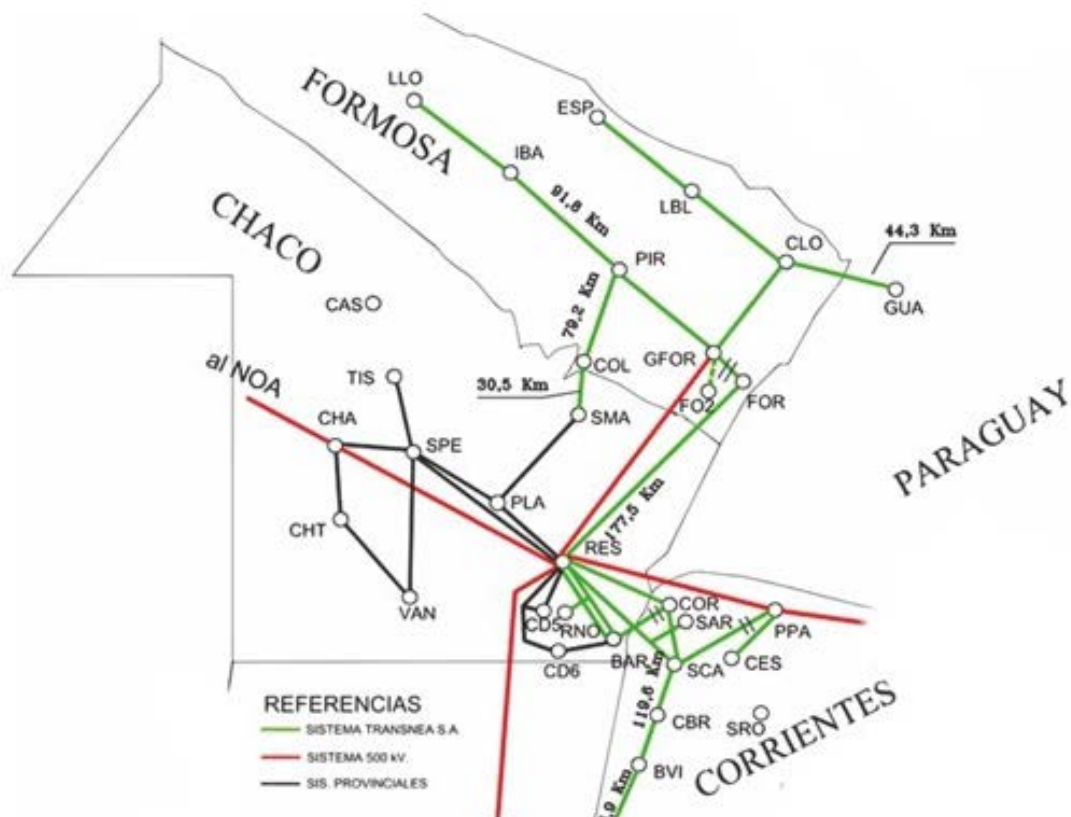 LLO
FORMOSA
ESP
IBA
91,8 Km
LBL
CHACO
44,3 Km
CLO
PIR
GUA
CAS
79,2 Km
al NOA
TIS
COL
GFOR
30,5 Km
FO2
FOR
SMA
CHA
SPE
PARAGUAY
PLA
177,5 Km
CHT
RES
VAN
CD5
RNO
COR
SAR
PPA
CD6
BAR
SCA
CES
119,6 Km
CBR
SRO
CORRIENTES
BVI
,9 Km
REFERENCIAS
SISTEMA TRANSNEA S.A
SISTEMA 500 kV.
SIS. PROVINCIALES